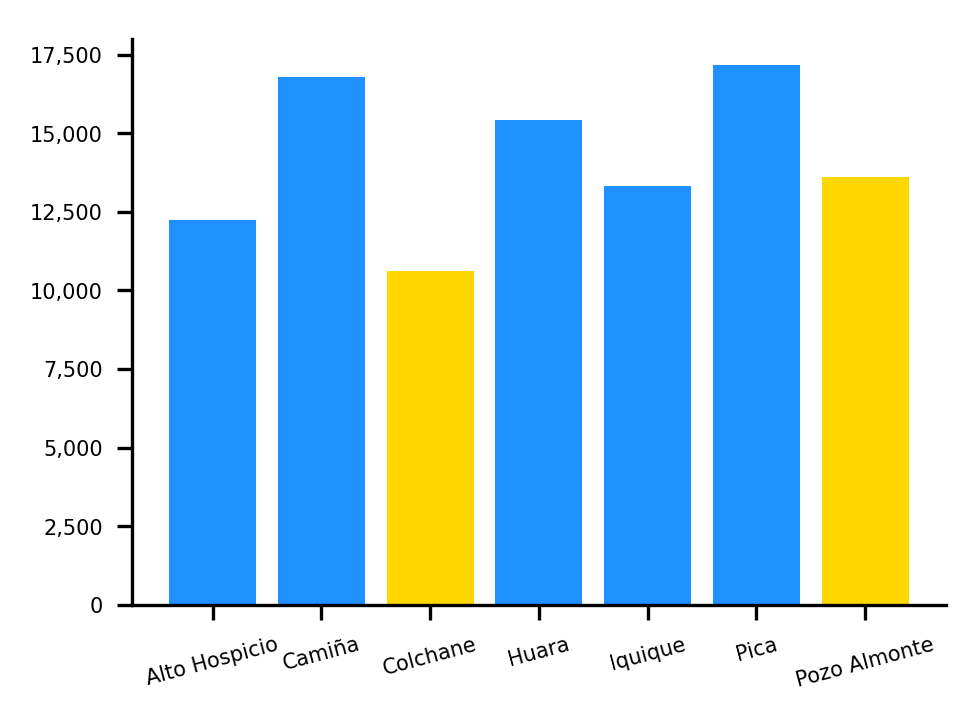 17,500
15,000
12,500
10,000
7,500
5,000
2,500
0
Alto Hospicio
Camiña
Colchane
Huara
Iquique
Pica
Pozo Almonte